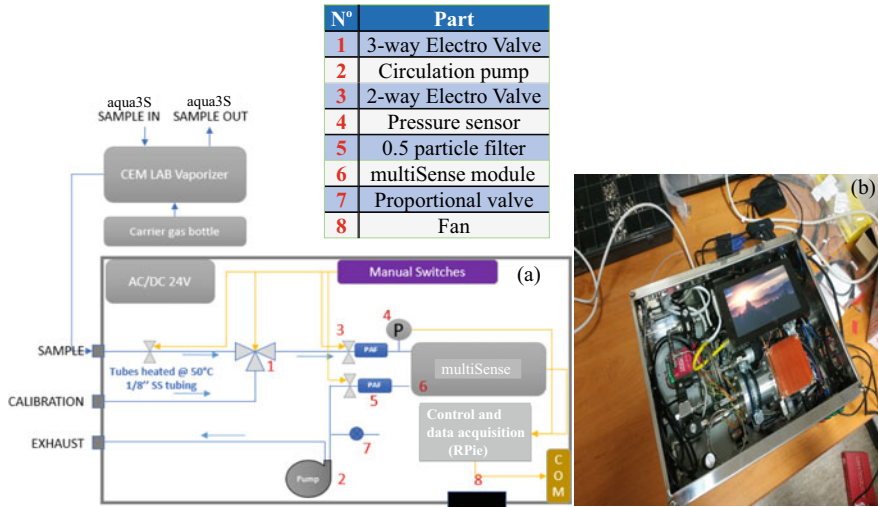 Nº Part
1 3-way Electro Valve
2 Circulation pump
3 2-way Electro Valve
4 Pressure sensor
5 0.5 particle filter
6 multiSense module
7 Proportional valve
8 Fan
aqua3S aqua3S
SAMPLE IN SAMPLE OUT
CEM LAB Vaporizer
Carrier gas bottle
(a)
(b)
AC/DC 24V
Manual Switches
4
P
3
SAMPLE
PAF
1
multiSense
Tubes heated @ 50°C
1/8’’ SS tubing
PAF
6
5
CALIBRATION
Control and
data acquisition
(RPie)
EXHAUST
7
Pump
2
8
COM